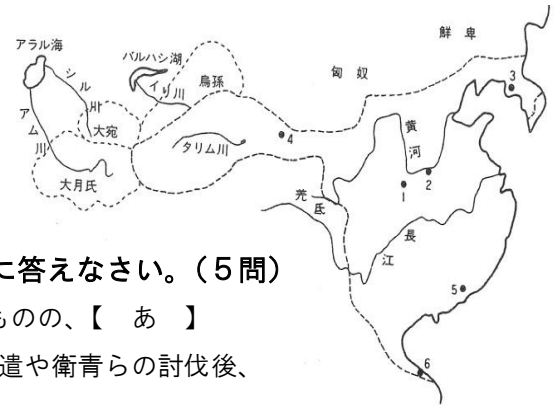 鮮卑
アラル海
バルハシ湖
匈奴
烏孫
3
シル川
イリ川
黄河
アム川
大宛
タリム川
4
大月氏
1
2
羌
氐
長江
に答えなさい。(5問)
ものの、【　あ　】
5
遣や衛青らの討伐後、
6